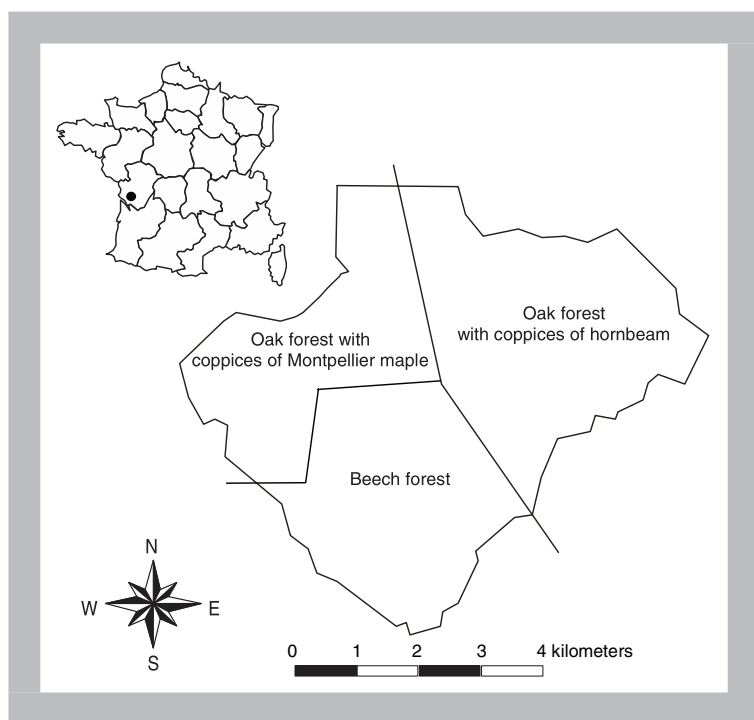 Oak forest
with coppices of hornbeam
Oak forest with
coppices of Montpellier maple
Beech forest
N
W E
S
0 1 2 3 4 kilometers